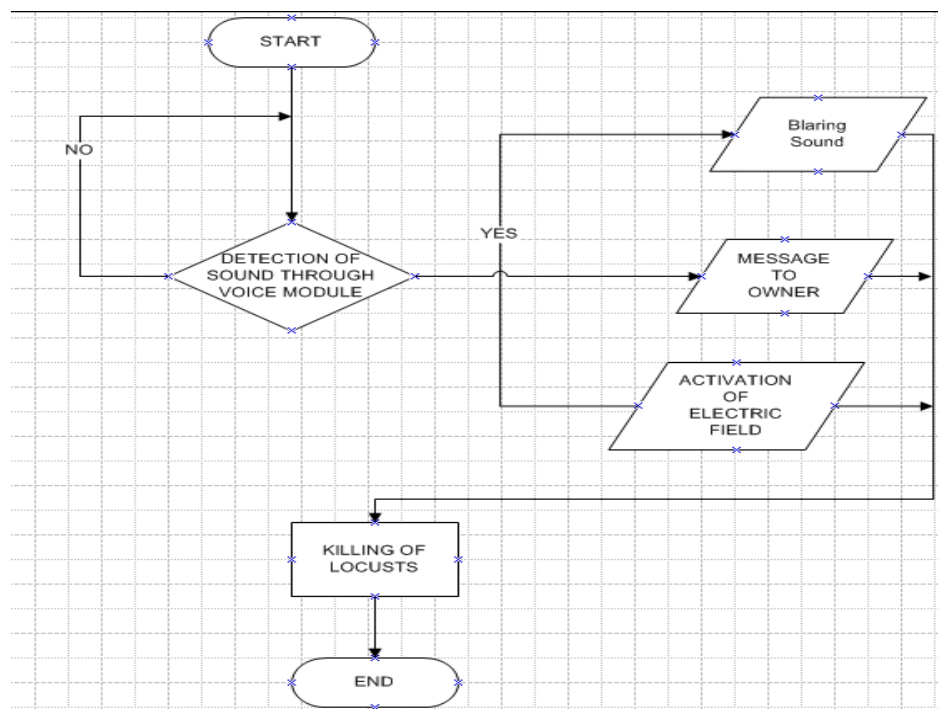 START
NO
Blaring
Sound
YES
DETECTION OF
SOUND THROUGH
VOICE MODULE
MESSAGE
TO
OWNER
ACTIVATION
OF
ELECTRIC
FIELD
KILLING OF
LOCUSTS
END